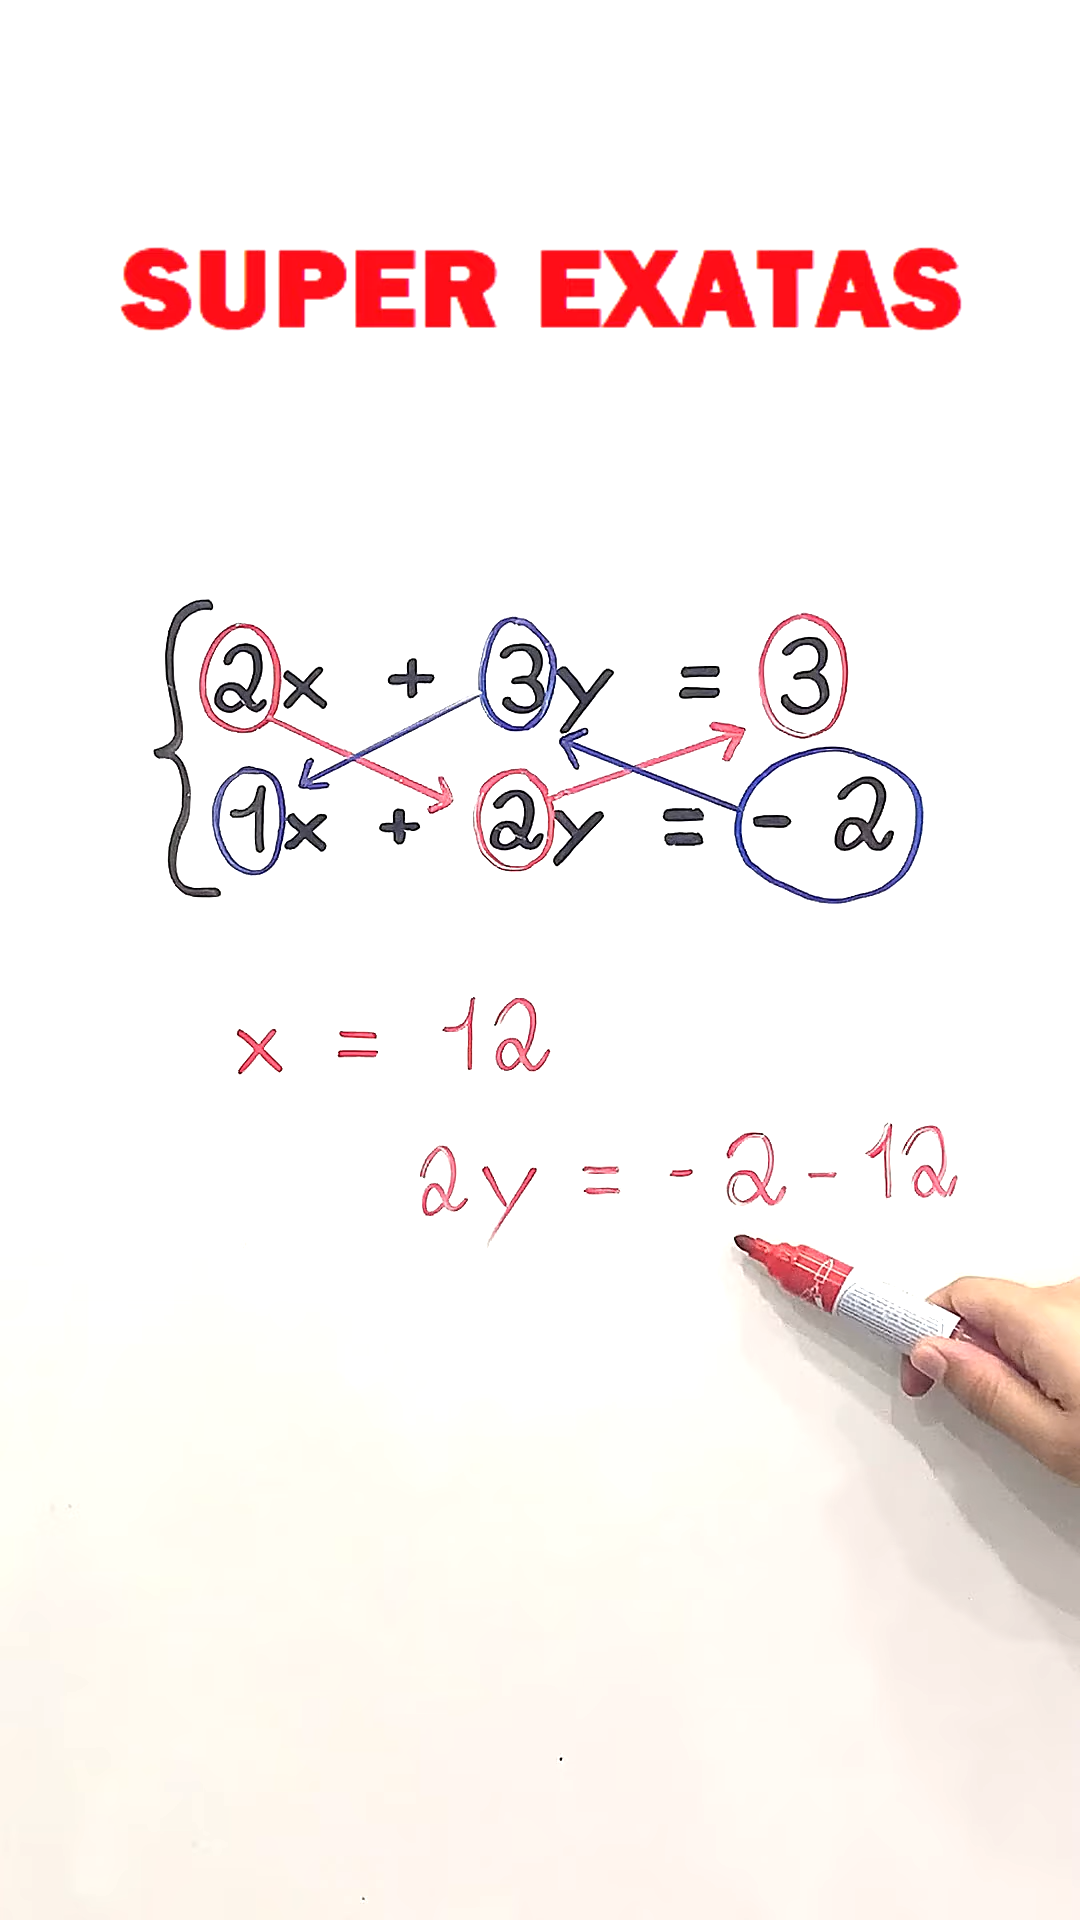 SUPER EXATAS
2x + 3y = 3
1x + 2y = - 2
x = 12
2y = - 2 - 12